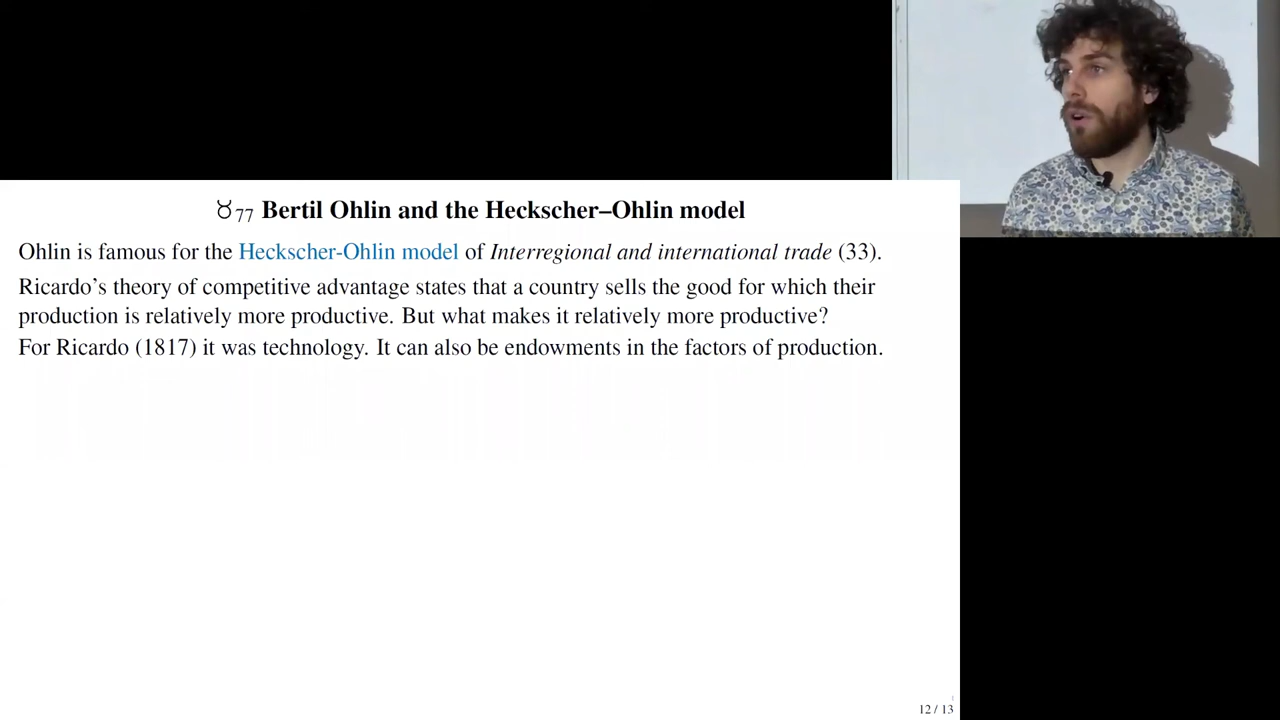 ♉77 Bertil Ohlin and the Heckscher–Ohlin model
Ohlin is famous for the Heckscher-Ohlin model of Interregional and international trade (33).
Ricardo’s theory of competitive advantage states that a country sells the good for which their
production is relatively more productive. But what makes it relatively more productive?
For Ricardo (1817) it was technology. It can also be endowments in the factors of production.
12 / 13